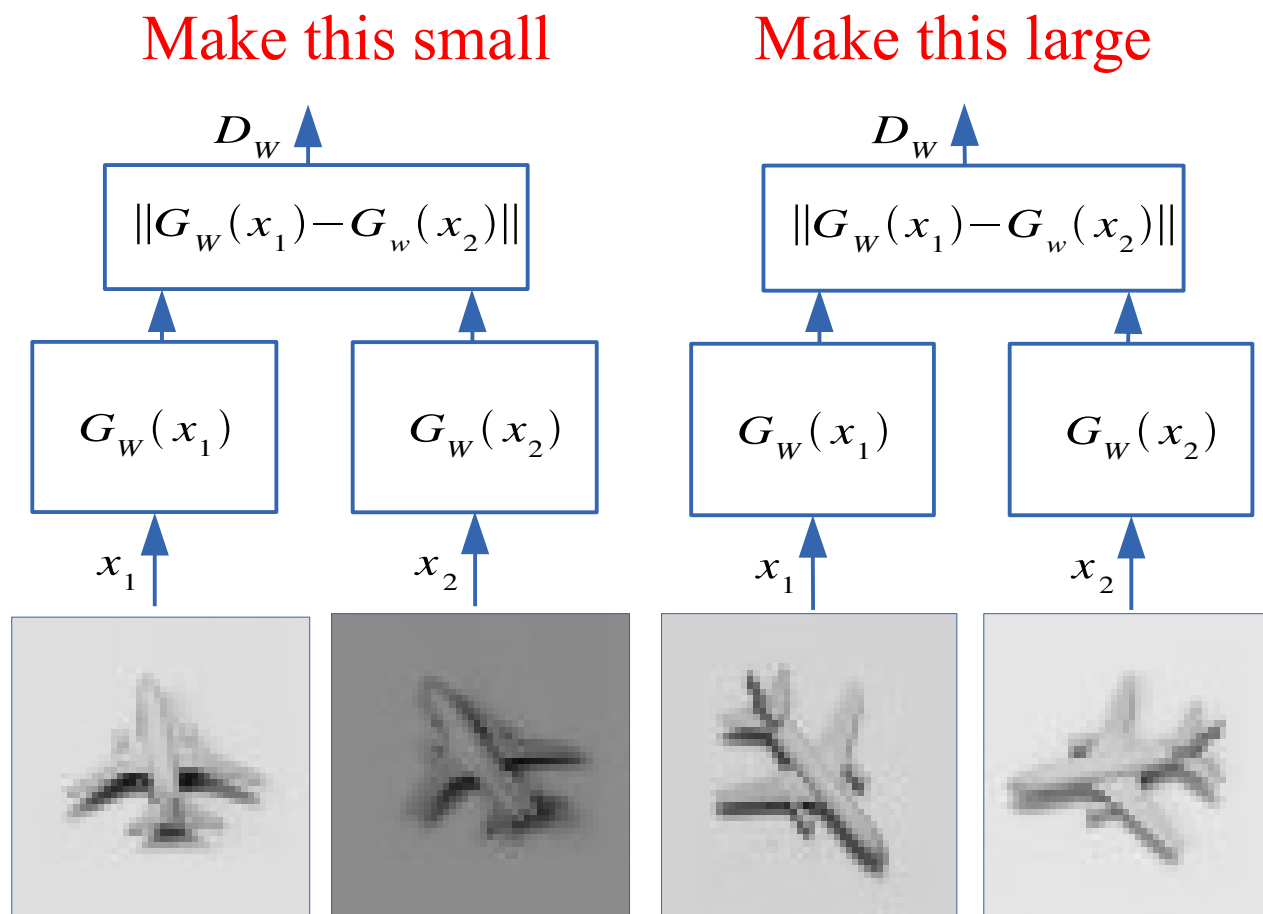 Make this small
D_W
||G_W(x_1)−G_w(x_2)||
G_W(x_1)
G_W(x_2)
x_1
x_2
Make this large
D_W
||G_W(x_1)−G_w(x_2)||
G_W(x_1)
G_W(x_2)
x_1
x_2